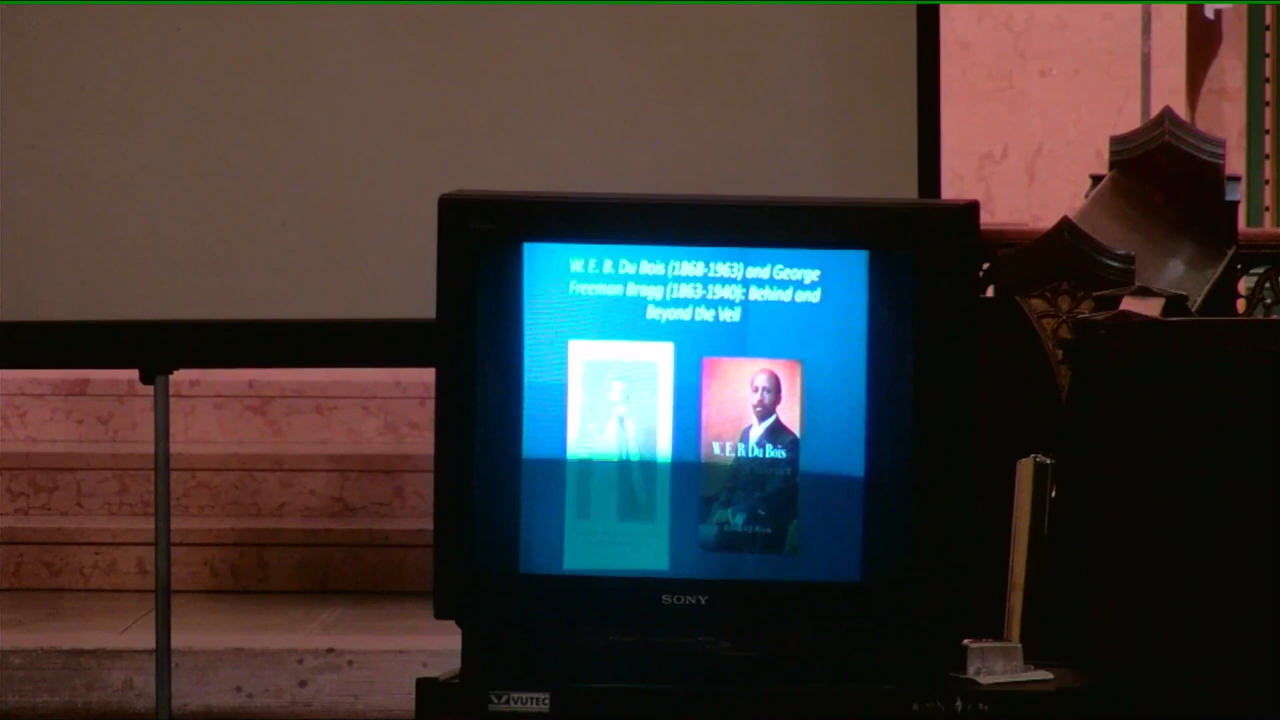 W. E. B. Du Bois (1868-1963) and George
Freeman Bragg (1863-1940): Behind and
Beyond the Veil
W. E. B. Du Bois
SONY
VUTEC